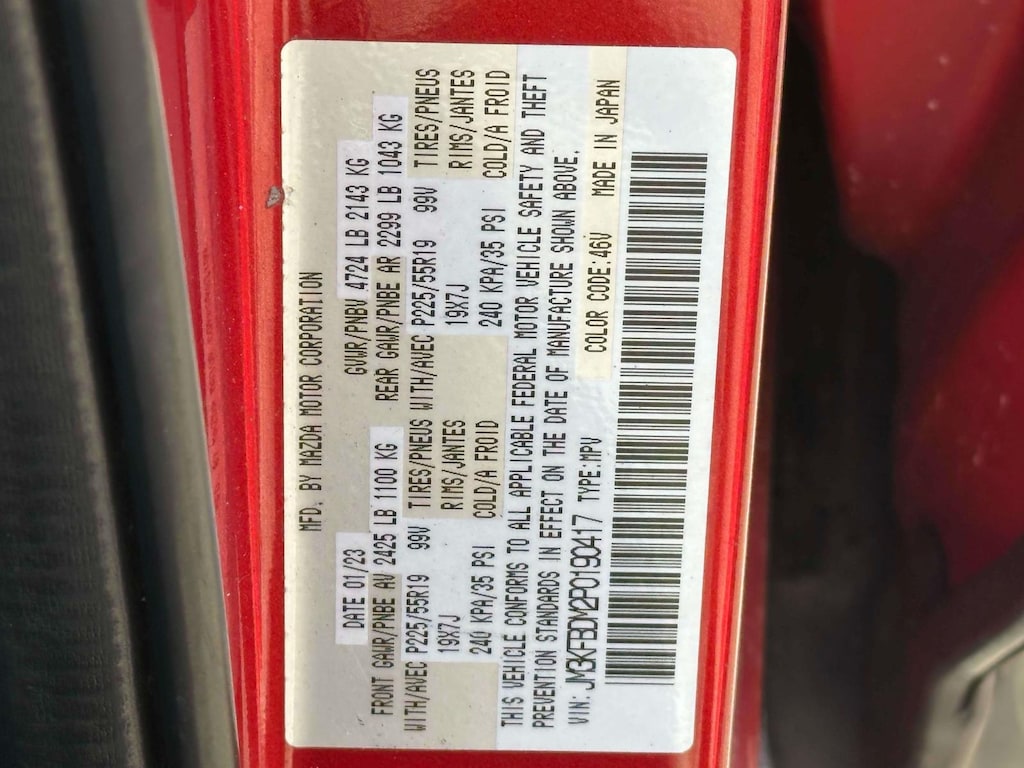 MFD. BY MAZDA MOTOR CORPORATION
DATE 01/23 GVWR/PNBV 4724 LB 2143 KG
FRONT GAWR/PNBE AV 2425 LB 1100 KG REAR GAWR/PNBE AR 2299 LB 1043 KG
WITH/AVEC P225/55R19 99V TIRES/PNEUS WITH/AVEC P225/55R19 99V TIRES/PNEUS
19X7J RIMS/JANTES 19X7J RIMS/JANTES
240 KPA/35 PSI COLD/A FROID 240 KPA/35 PSI COLD/A FROID
THIS VEHICLE CONFORMS TO ALL APPLICABLE FEDERAL MOTOR VEHICLE SAFETY AND THEFT
PREVENTION STANDARDS IN EFFECT ON THE DATE OF MANUFACTURE SHOWN ABOVE.
VIN: JM3KFBDM2P0190417 TYPE:MPV COLOR CODE:46V MADE IN JAPAN